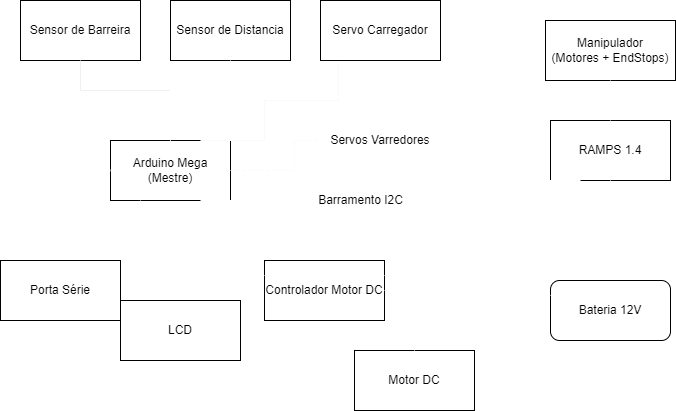 Sensor de Barreira
Sensor de Distancia
Servo Carregador
Manipulador
(Motores + EndStops)
Servos Varredores
RAMPS 1.4
Arduino Mega
(Mestre)
Barramento I2C
Porta Série
Controlador Motor DC
Bateria 12V
LCD
Motor DC